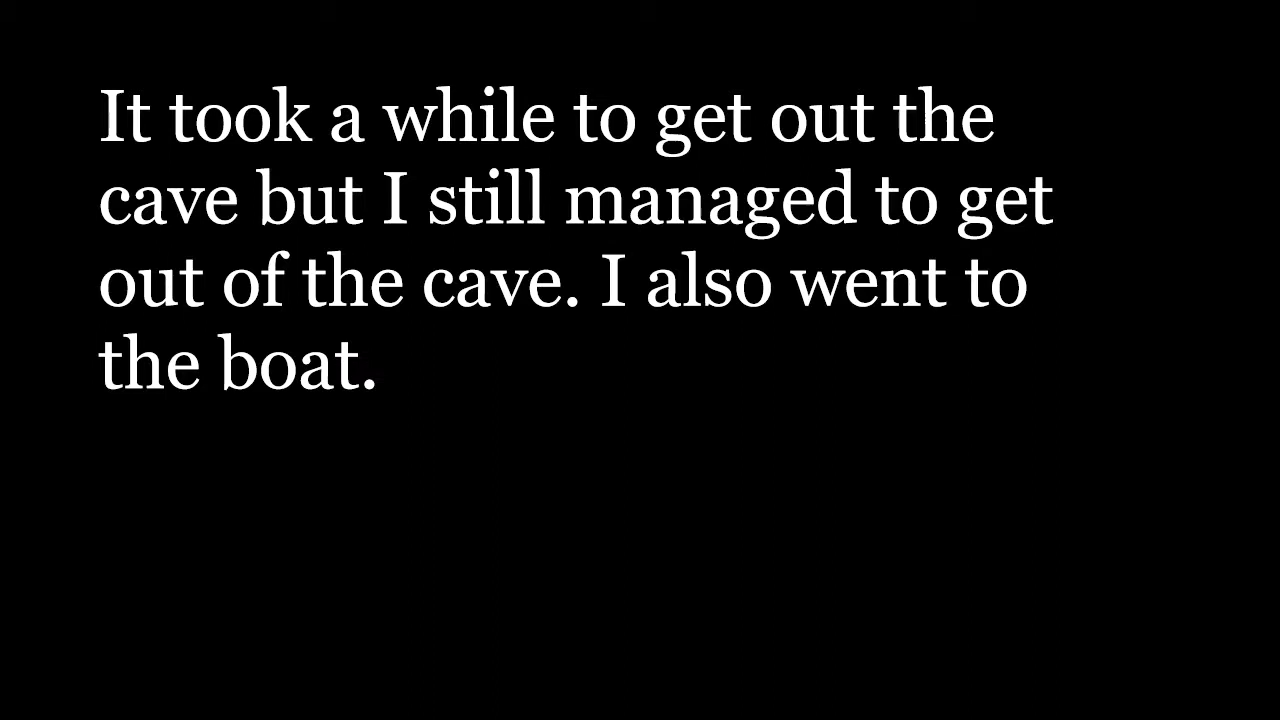 It took a while to get out the
cave but I still managed to get
out of the cave. I also went to
the boat.